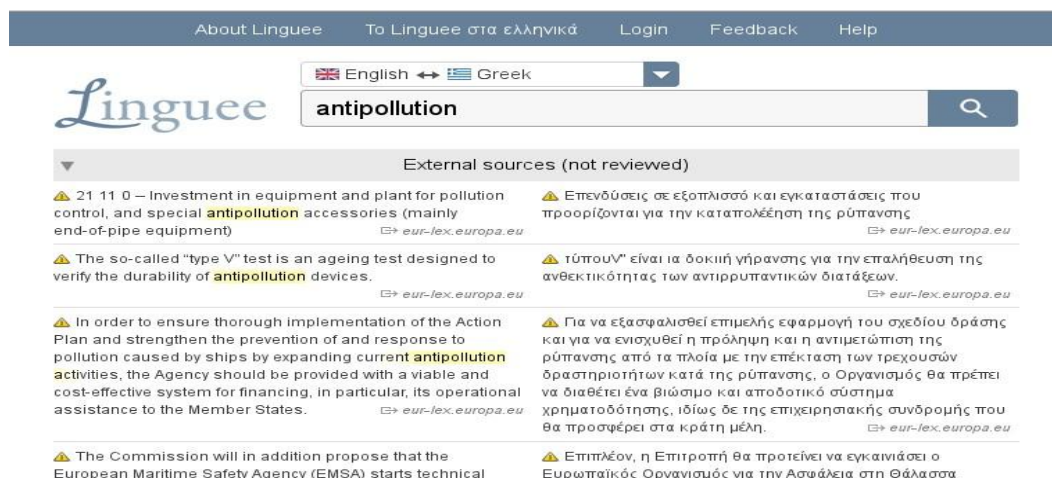 About Linguee To Linguee στα ελληνικά Login Feedback Help
Linguee
English ↔ Greek
antipollution
External sources (not reviewed)
21 11 0 – Investment in equipment and plant for pollution
control, and special antipollution accessories (mainly
end-of-pipe equipment) eur-lex.europa.eu
Επενδύσεις σε εξοπλισσό και εγκαταστάσεις που
προορίζονται για την καταπολέέηση της ρύπανσης
eur-lex.europa.eu
The so-called “type V” test is an ageing test designed to
verify the durability of antipollution devices.
eur-lex.europa.eu
τύπουV" είναι ια δοκιιή γήρανσης για την επαλήθευση της
ανθεκτικότητας των αντιρρυπαντικών διατάξεων.
eur-lex.europa.eu
In order to ensure thorough implementation of the Action
Plan and strengthen the prevention of and response to
pollution caused by ships by expanding current antipollution
activities, the Agency should be provided with a viable and
cost-effective system for financing, in particular, its operational
assistance to the Member States. eur-lex.europa.eu
Για να εξασφαλισθεί επιμελής εφαρμογή του σχεδίου δράσης
και για να ενισχυθεί η πρόληψη και η αντιμετώπιση της
ρύπανσης από τα πλοία με την επέκταση των τρεχουσών
δραστηριοτήτων κατά της ρύπανσης, ο Οργανισμός θα πρέπει
να διαθέτει ένα βιώσιμο και αποδοτικό σύστημα
χρηματοδότησης, ιδίως δε της επιχειρησιακής συνδρομής που
θα προσφέρει στα κράτη μέλη. eur-lex.europa.eu
The Commission will in addition propose that the
European Maritime Safety Agency (EMSA) starts technical
Επιπλέον, η Επιτροπή θα προτείνει να εγκαινιάσει ο
Ευρωπαϊκός Οργανισμός για την Ασφάλεια στη Θάλασσα